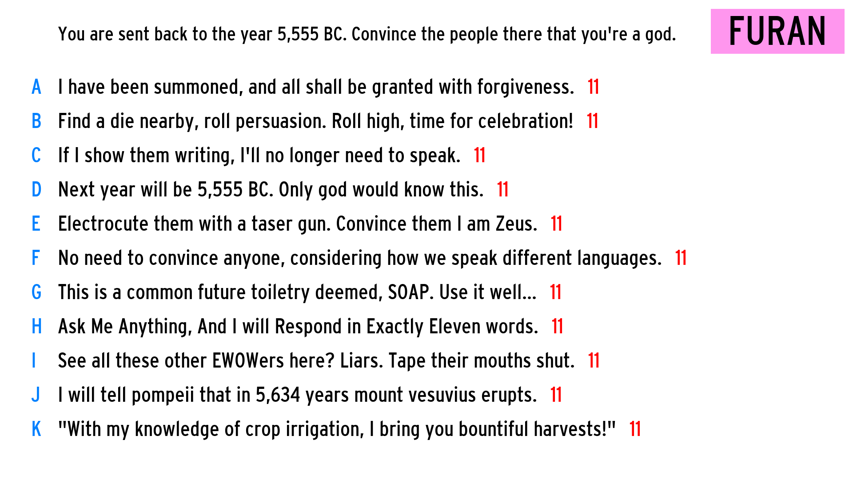 You are sent back to the year 5,555 BC. Convince the people there that you're a god.
FURAN
A I have been summoned, and all shall be granted with forgiveness. 11
B Find a die nearby, roll persuasion. Roll high, time for celebration! 11
C If I show them writing, I'll no longer need to speak. 11
D Next year will be 5,555 BC. Only god would know this. 11
E Electrocute them with a taser gun. Convince them I am Zeus. 11
F No need to convince anyone, considering how we speak different languages. 11
G This is a common future toiletry deemed, SOAP. Use it well... 11
H Ask Me Anything, And I will Respond in Exactly Eleven words. 11
I See all these other EWOWers here? Liars. Tape their mouths shut. 11
J I will tell pompeii that in 5,634 years mount vesuvius erupts. 11
K "With my knowledge of crop irrigation, I bring you bountiful harvests!" 11